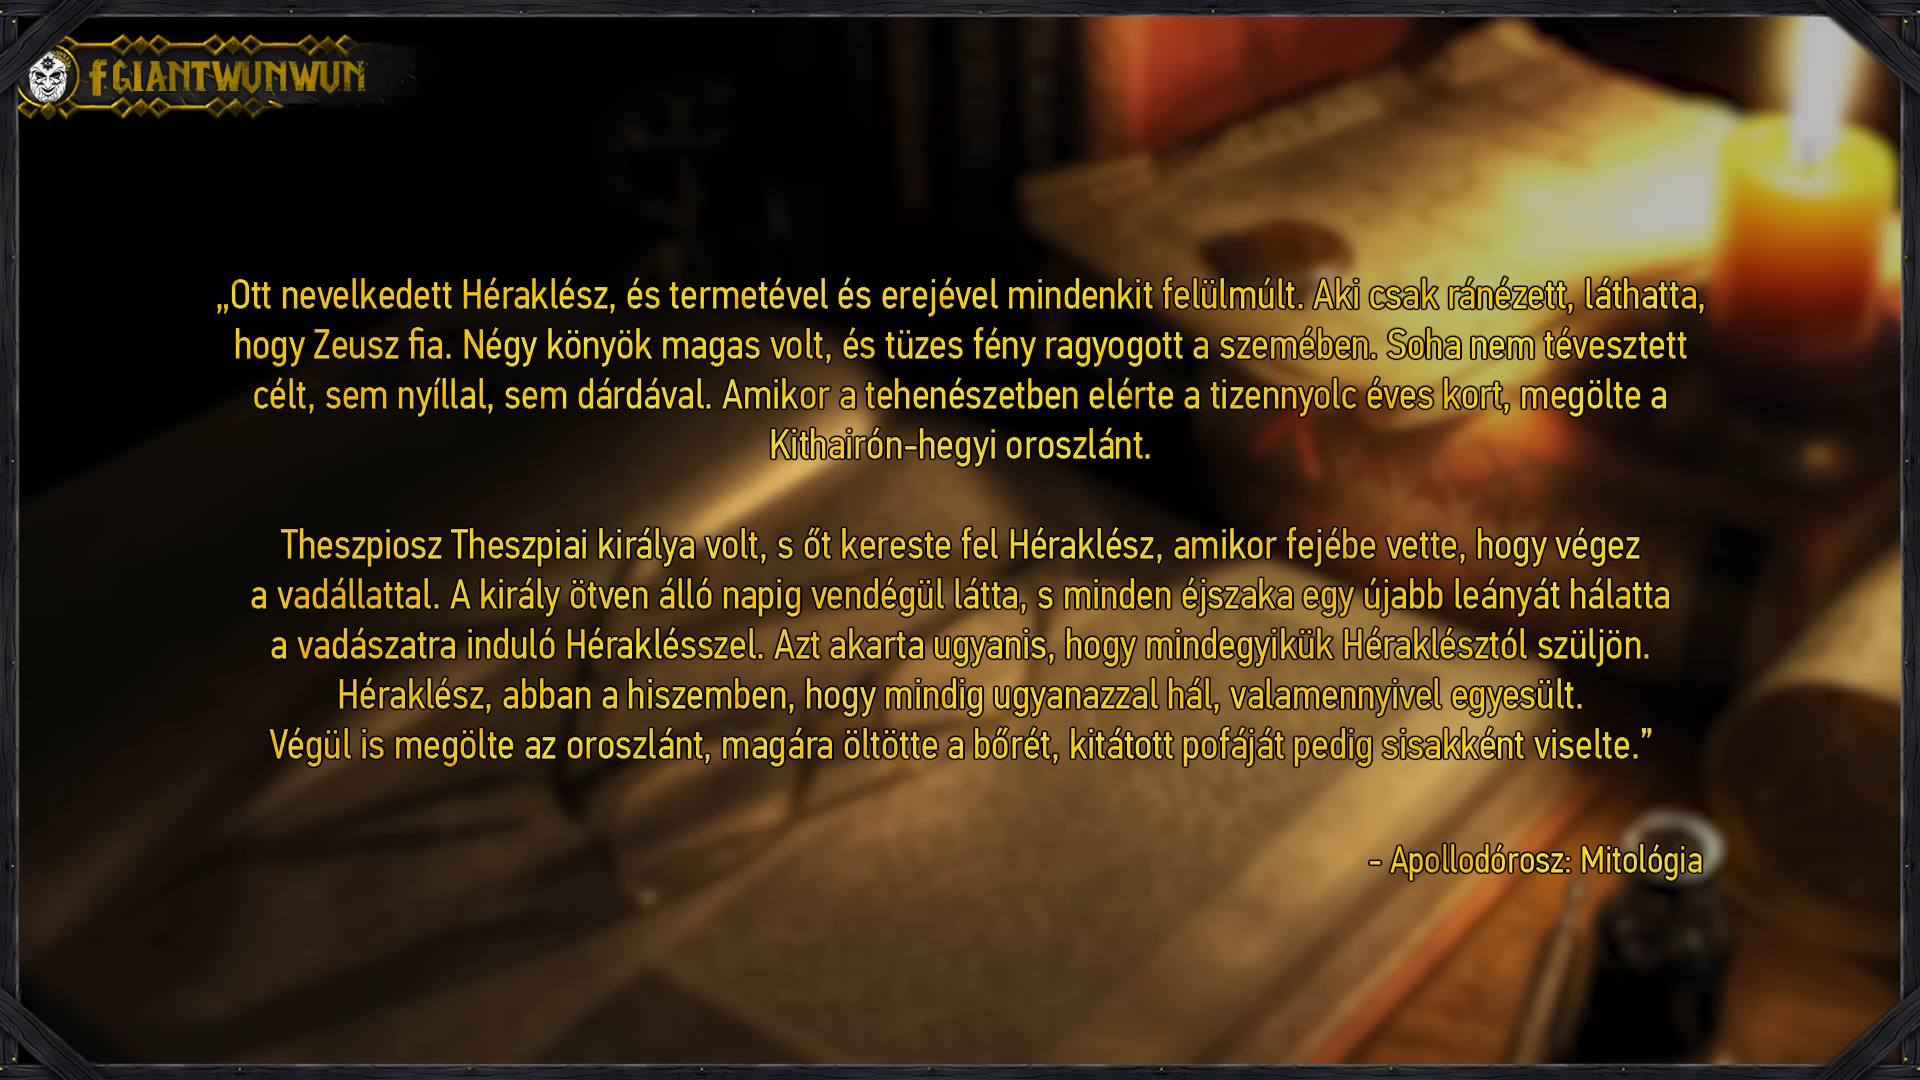 fGIANTWUNWUN
„Ott nevelkedett Héraklész, és termetével és erejével mindenkit felülmúlt. Aki csak ránézett, láthatta,
hogy Zeusz fia. Négy könyök magas volt, és tüzes fény ragyogott a szemében. Soha nem tévesztett
célt, sem nyíllal, sem dárdával. Amikor a tehenészetben elérte a tizennyolc éves kort, megölte a
Kithairón-hegyi oroszlánt.
Theszpiosz Theszpiai királya volt, s őt kereste fel Héraklész, amikor fejébe vette, hogy végez
a vadállattal. A király ötven álló napig vendégül látta, s minden éjszaka egy újabb leányát hálatta
a vadászatra induló Héraklésszel. Azt akarta ugyanis, hogy mindegyikük Héraklésztól szüljön.
Héraklész, abban a hiszemben, hogy mindig ugyanazzal hál, valamennyivel egyesült.
Végül is megölte az oroszlánt, magára öltötte a bőrét, kitátott pofáját pedig sisakként viselte.”
- Apollodórosz: Mitológia